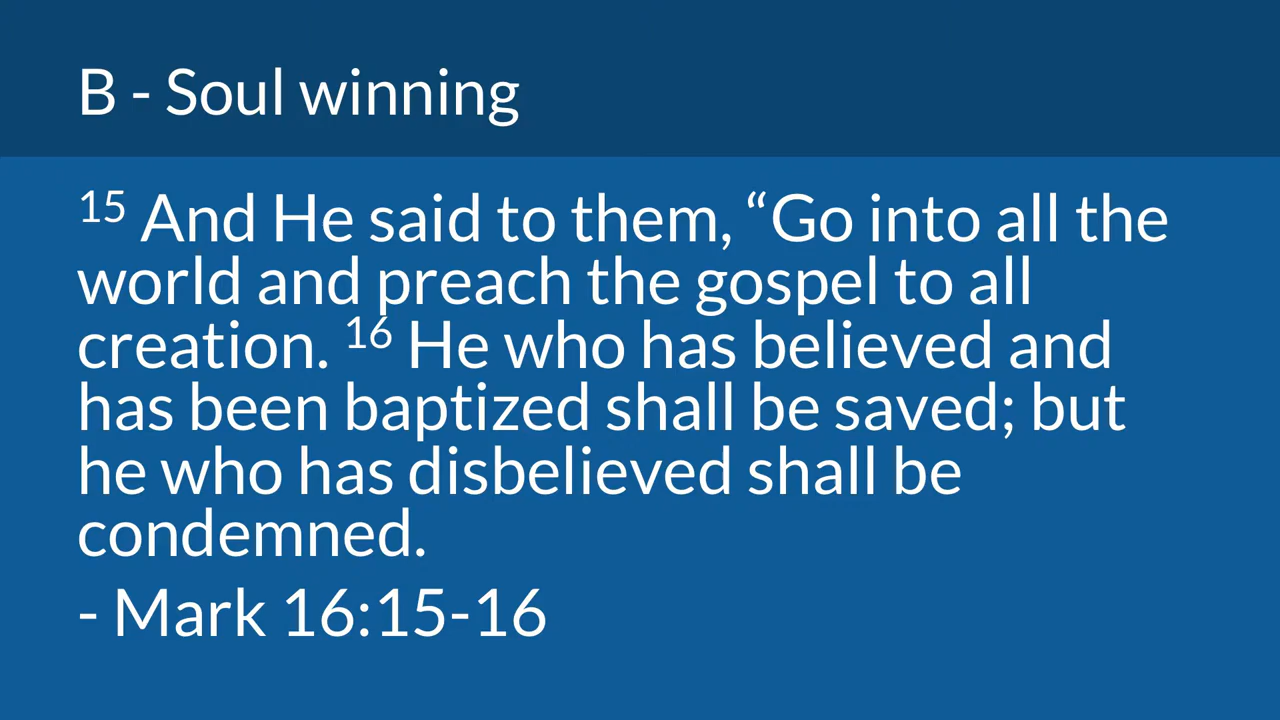 B - Soul winning
15 And He said to them, “Go into all the
world and preach the gospel to all
creation. 16 He who has believed and
has been baptized shall be saved; but
he who has disbelieved shall be
condemned.
- Mark 16:15-16